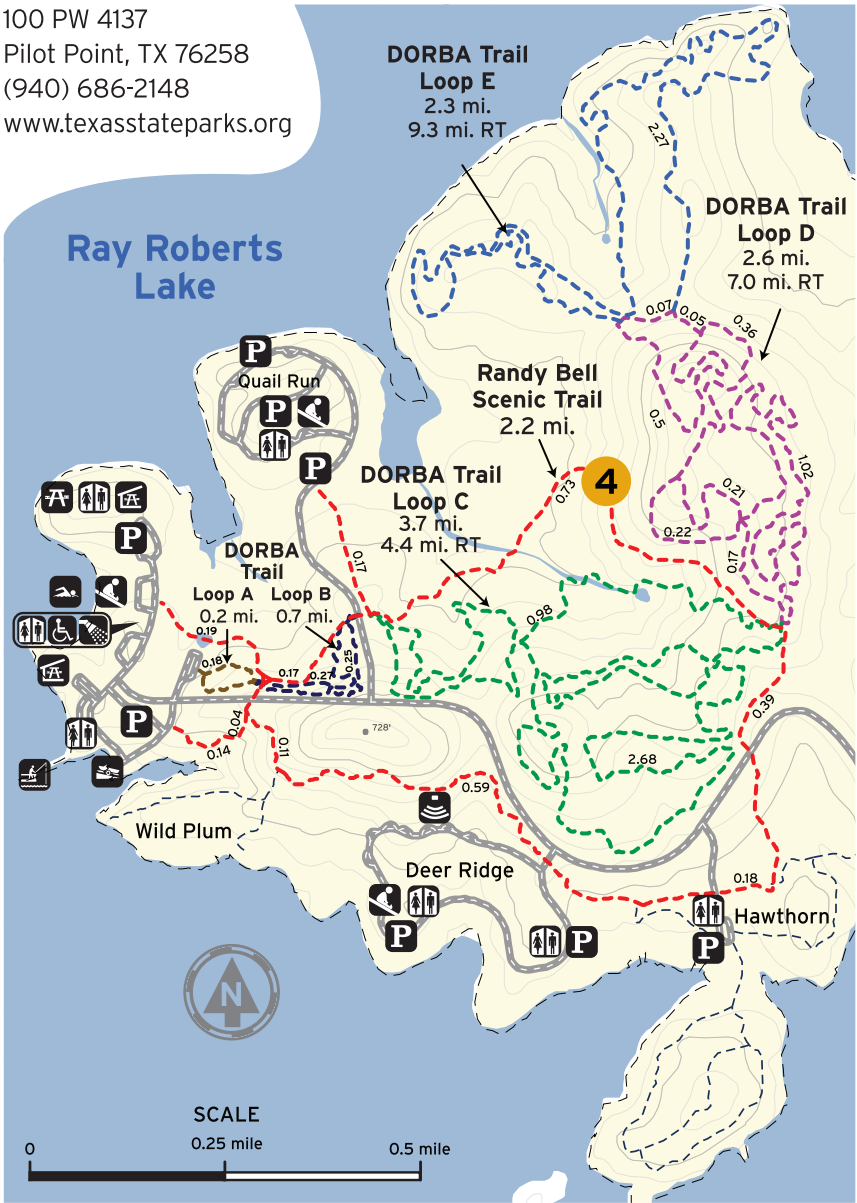 100 PW 4137
Pilot Point, TX 76258
(940) 686-2148
www.texasstateparks.org
DORBA Trail
Loop E
2.3 mi.
9.3 mi. RT
2.27
DORBA Trail
Loop D
2.6 mi.
7.0 mi. RT
Ray Roberts
Lake
0.07
0.05
0.36
P
Quail Run
P
P
Randy Bell
Scenic Trail
2.2 mi.
0.5
1.02
DORBA Trail
Loop C
3.7 mi.
4.4 mi. RT
0.73
4
0.21
0.22
0.17
P
DORBA
Trail
Loop A
0.2 mi.
Loop B
0.7 mi.
0.17
0.98
0.19
0.18
0.17
0.27
0.25
0.39
P
0.04
0.14
0.11
728'
2.68
0.59
Wild Plum
Deer Ridge
0.18
Hawthorn
P
P
P
N
SCALE
0
0.25 mile
0.5 mile